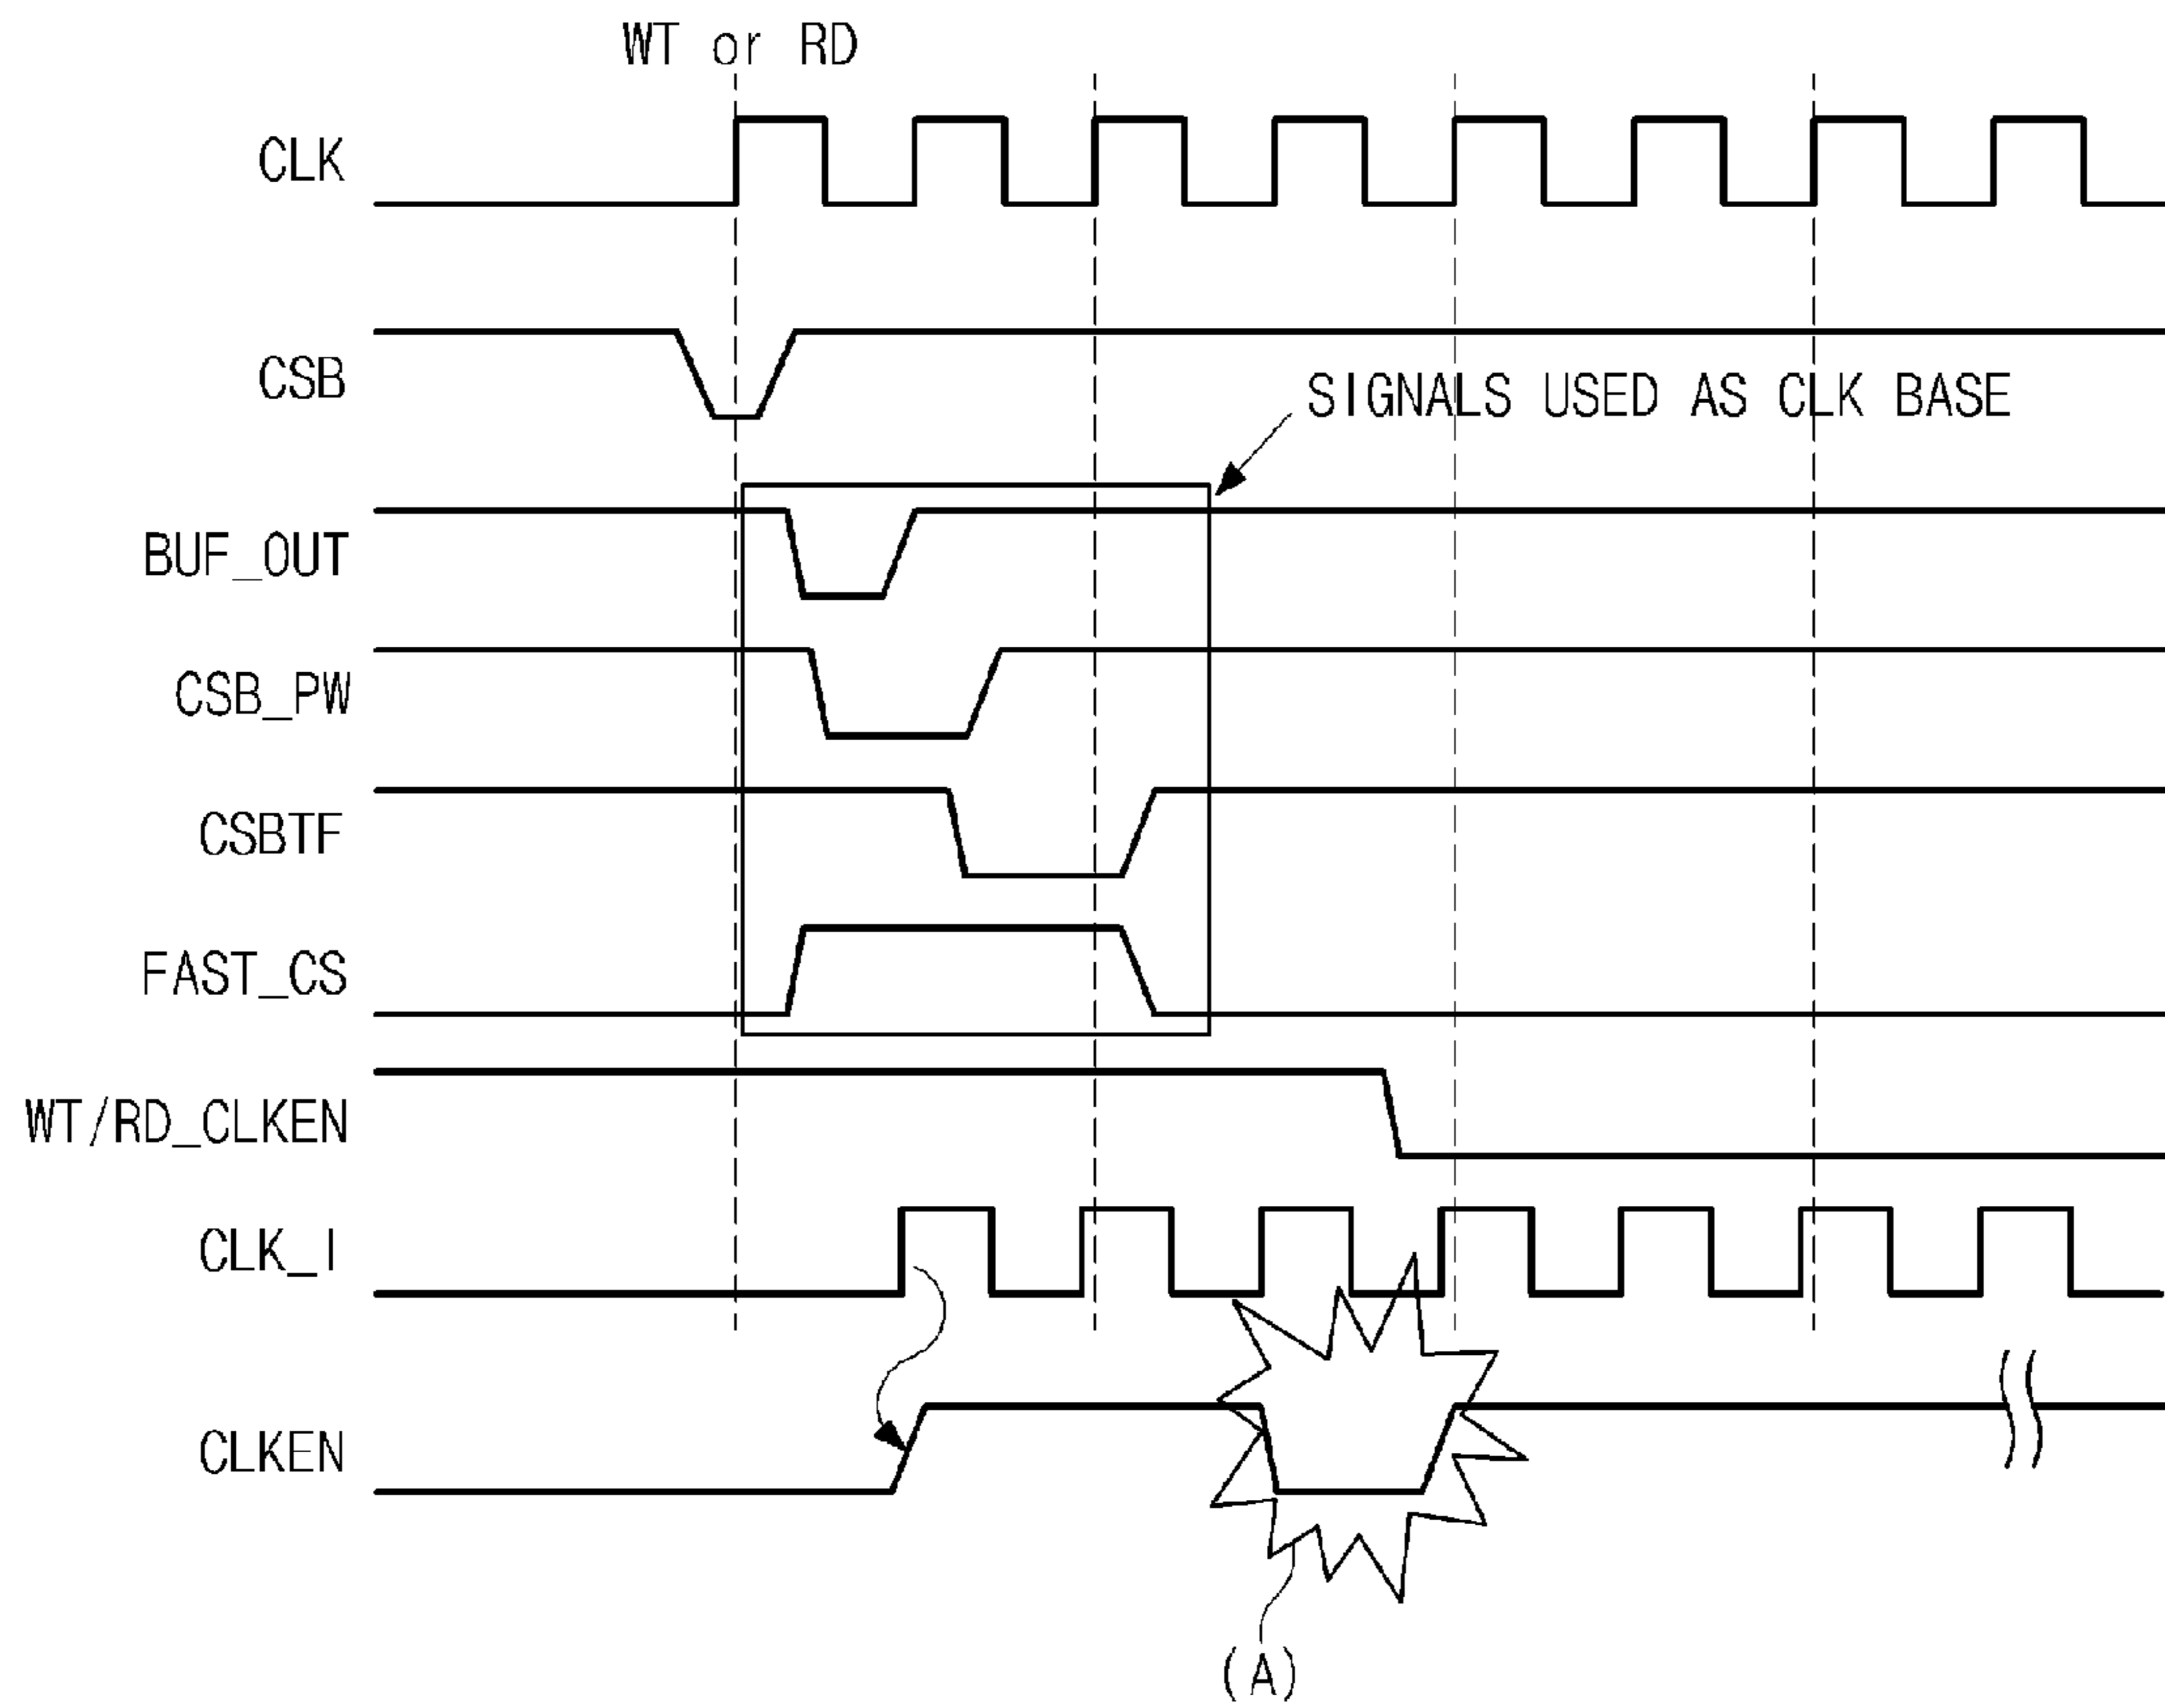 WT or RD
CLK
CSB
SIGNALS USED AS CLK BASE
BUF_OUT
CSB_PW
CSBTF
FAST_CS
WT/RD_CLKEN
CLK_I
CLKEN
(A)